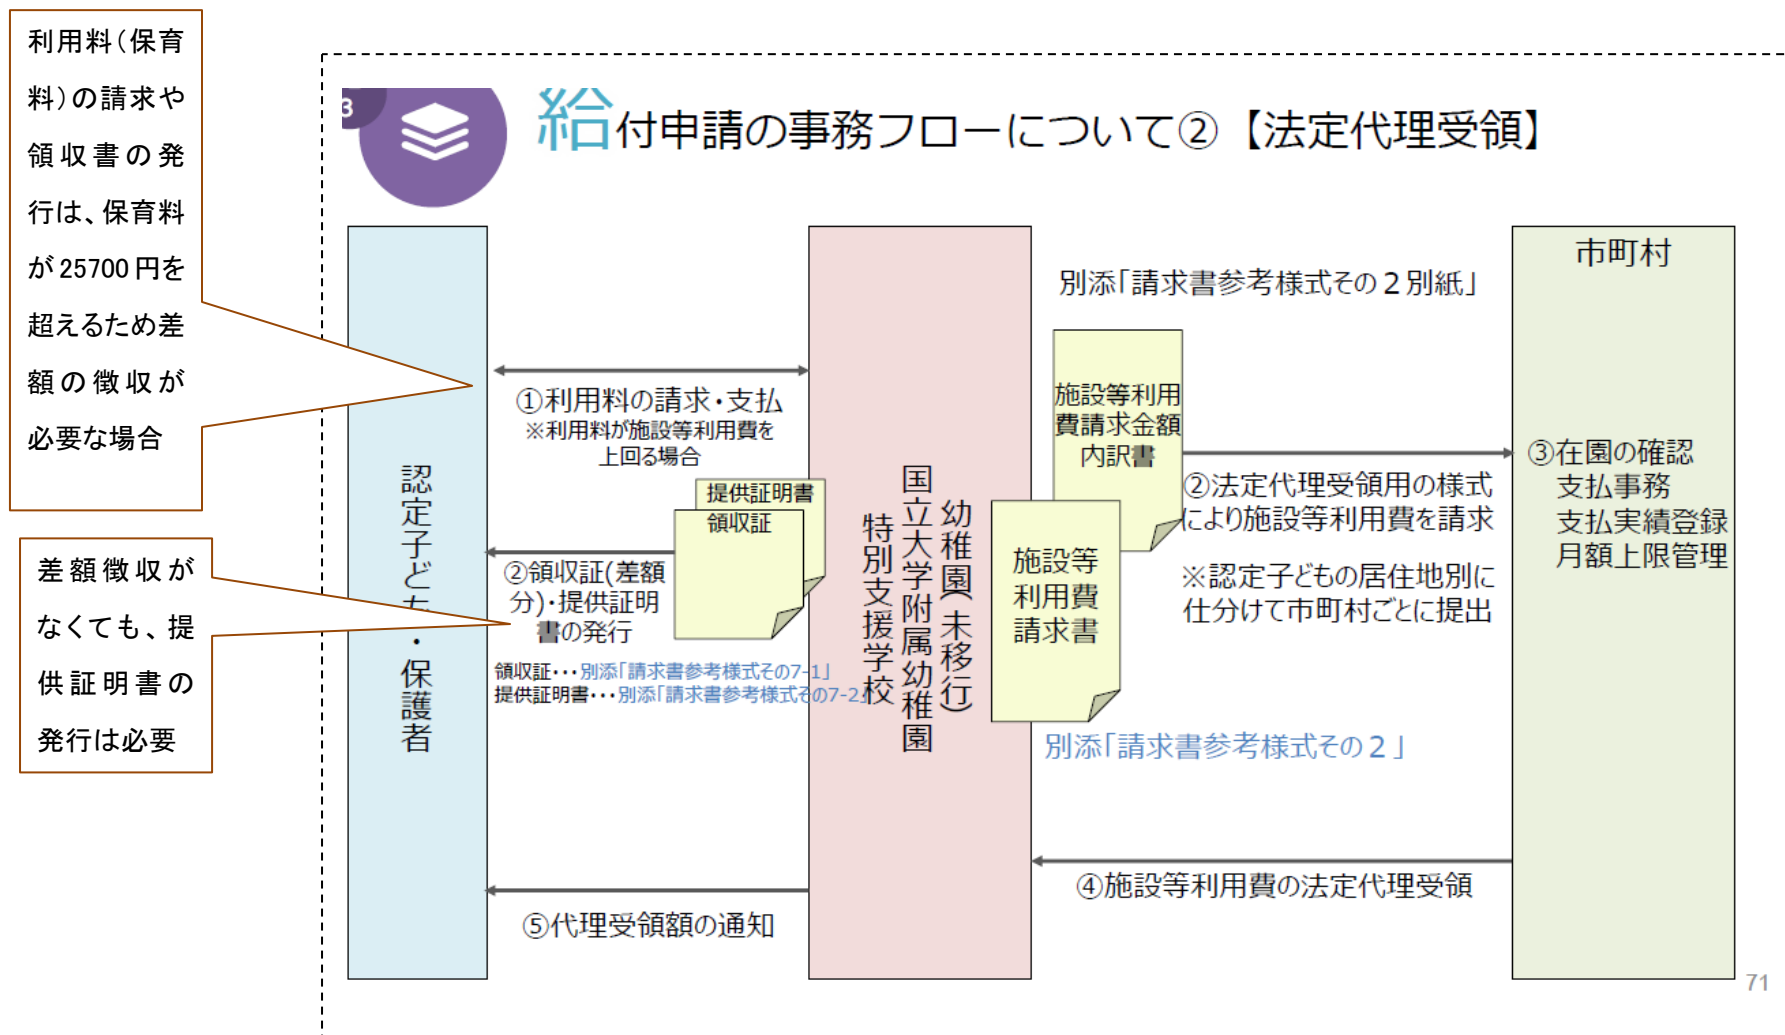 利用料（保育
料）の請求や
領収書の発
行は、保育料
が25700円を
超えるため差
額の徴収が
必要な場合
差額徴収が
なくても、提
供証明書の
発行は必要
3
給付申請の事務フローについて②【法定代理受領】
認定子ども・保護者
①利用料の請求・支払
※利用料が施設等利用費を
上回る場合
提供証明書
領収証
②領収証(差額
分)・提供証明
書の発行
領収証･･･別添「請求書参考様式その7-1」
提供証明書･･･別添「請求書参考様式その7-2」
⑤代理受領額の通知
幼稚園(未移行)
国立大学附属幼稚園
特別支援学校
別添「請求書参考様式その２別紙」
施設等利用
費請求金額
内訳書
施設等
利用費
請求書
②法定代理受領用の様式
により施設等利用費を請求
※認定子どもの居住地別に
仕分けて市町村ごとに提出
別添「請求書参考様式その２」
④施設等利用費の法定代理受領
市町村
③在園の確認
支払事務
支払実績登録
月額上限管理
71